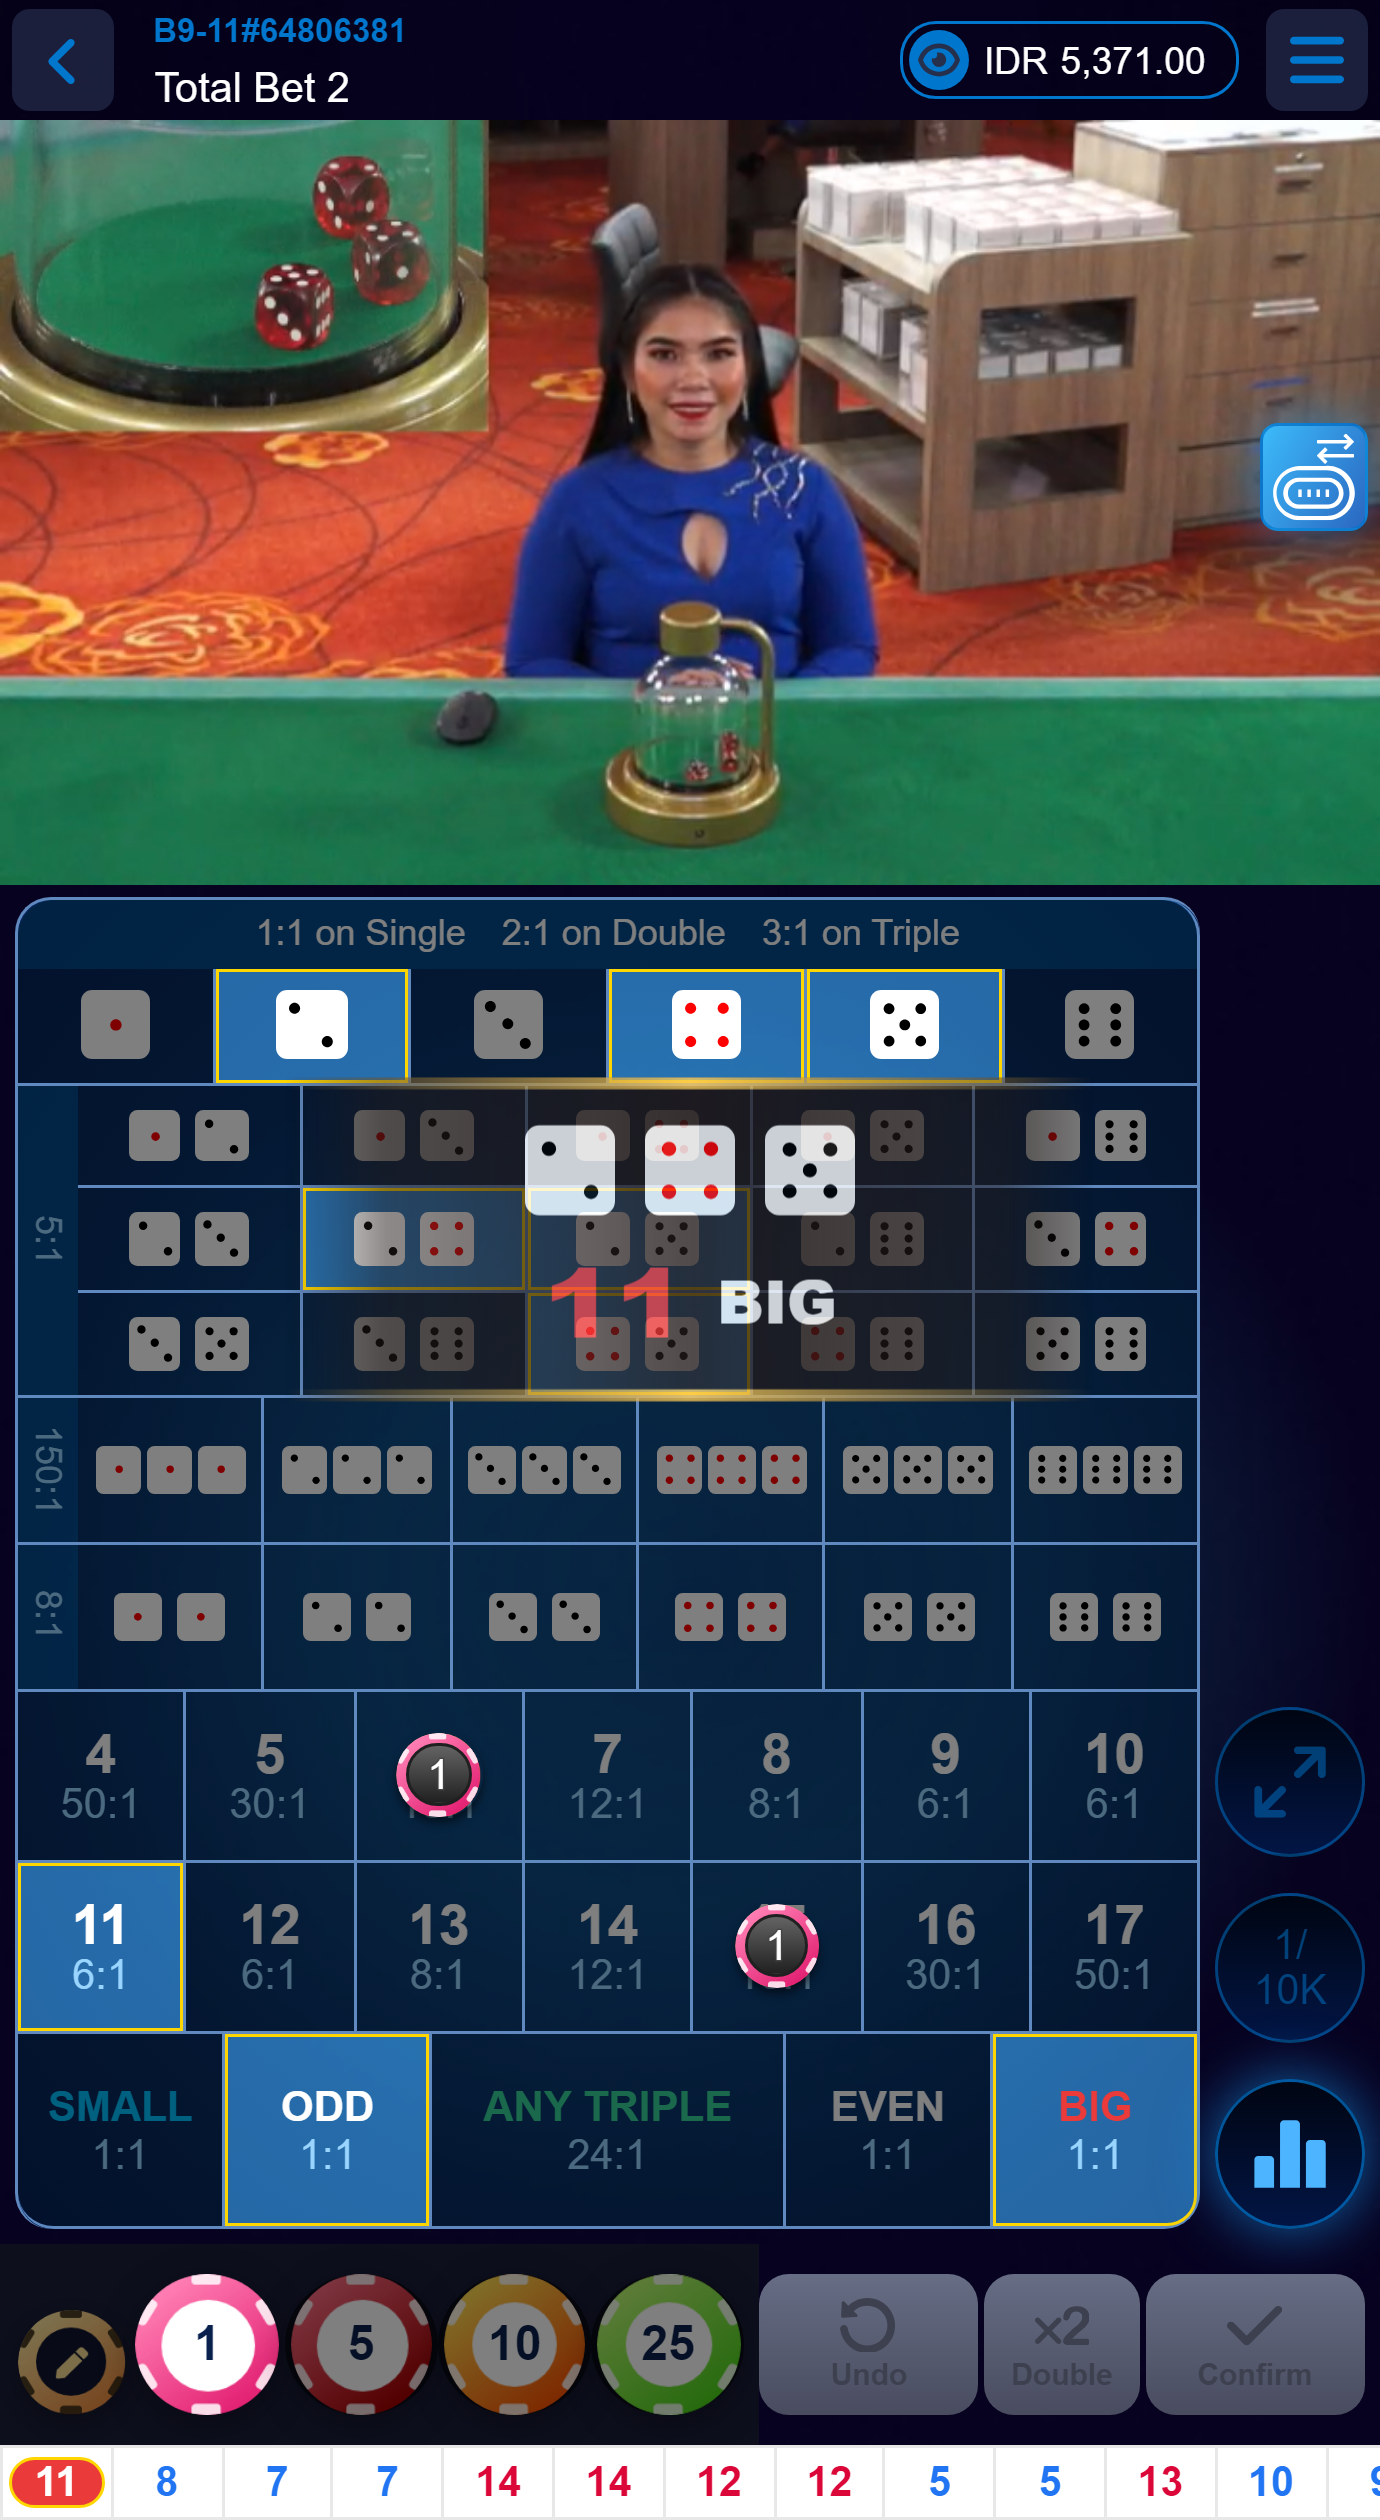 B9-11#64806381
Total Bet 2
IDR 5,371.00
1:1 on Single 2:1 on Double 3:1 on Triple
5:1
11 BIG
150:1
8:1
4 5 1 7 8 9 10
50:1 30:1 12:1 8:1 6:1 6:1
11 12 13 14 1 16 17
6:1 6:1 8:1 12:1 30:1 50:1
1/
10K
SMALL ODD ANY TRIPLE EVEN BIG
1:1 1:1 24:1 1:1 1:1
1 5 10 25
x2
Undo Double Confirm
11 8 7 7 14 14 12 12 5 5 13 10